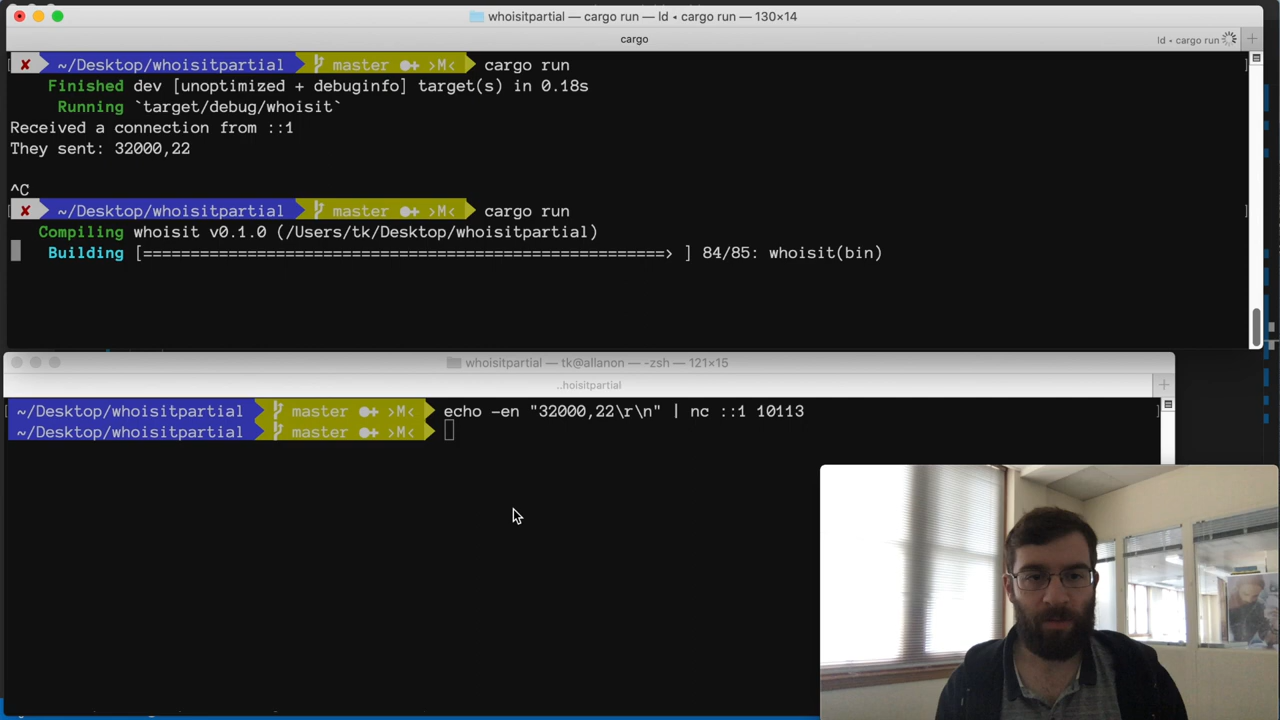 whoisitpartial — cargo run — ld ◂ cargo run — 130×14
cargo
ld ◂ cargo run
✘ ~/Desktop/whoisitpartial master >M< cargo run
Finished dev [unoptimized + debuginfo] target(s) in 0.18s
Running `target/debug/whoisit`
Received a connection from ::1
They sent: 32000,22
^C
✘ ~/Desktop/whoisitpartial master >M< cargo run
Compiling whoisit v0.1.0 (/Users/tk/Desktop/whoisitpartial)
Building [=====================================================> ] 84/85: whoisit(bin)
whoisitpartial — tk@allanon — -zsh — 121×15
..hoisitpartial
~/Desktop/whoisitpartial master >M< echo -en "32000,22\r\n" | nc ::1 10113
~/Desktop/whoisitpartial master >M<